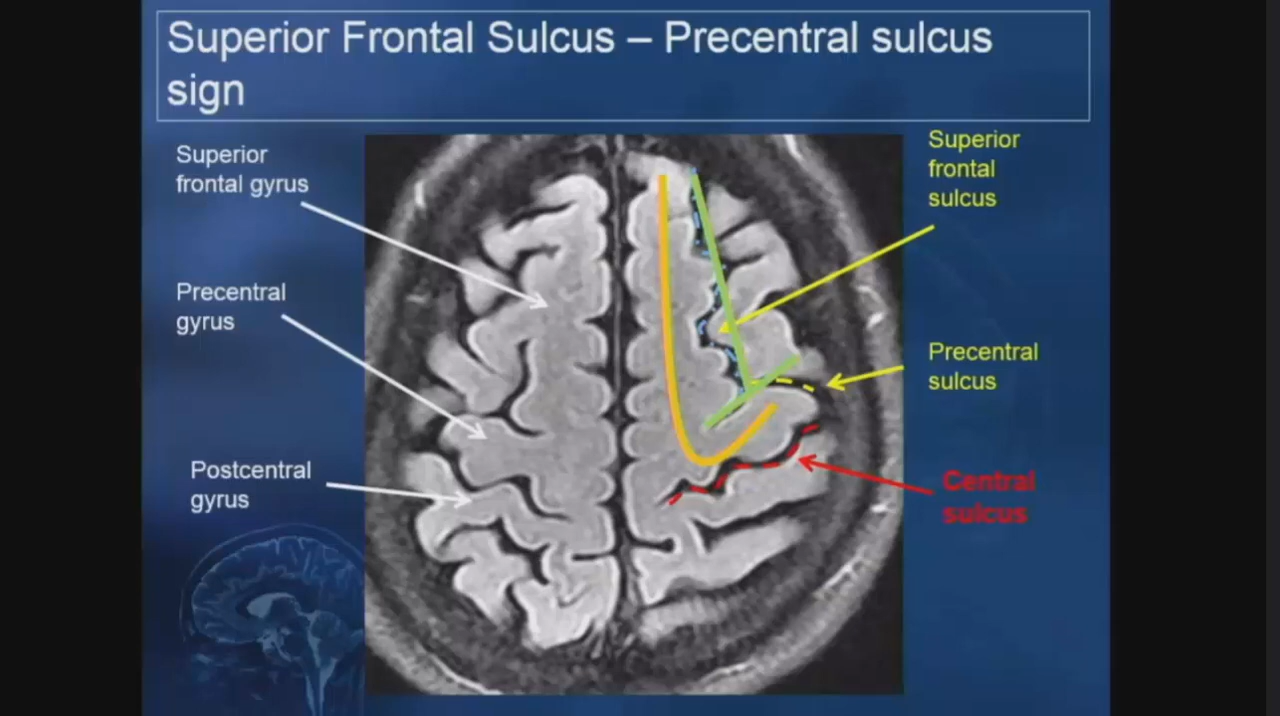 Superior Frontal Sulcus – Precentral sulcus
sign
Superior
frontal gyrus
Precentral
gyrus
Postcentral
gyrus
Superior
frontal
sulcus
Precentral
sulcus
Central
sulcus